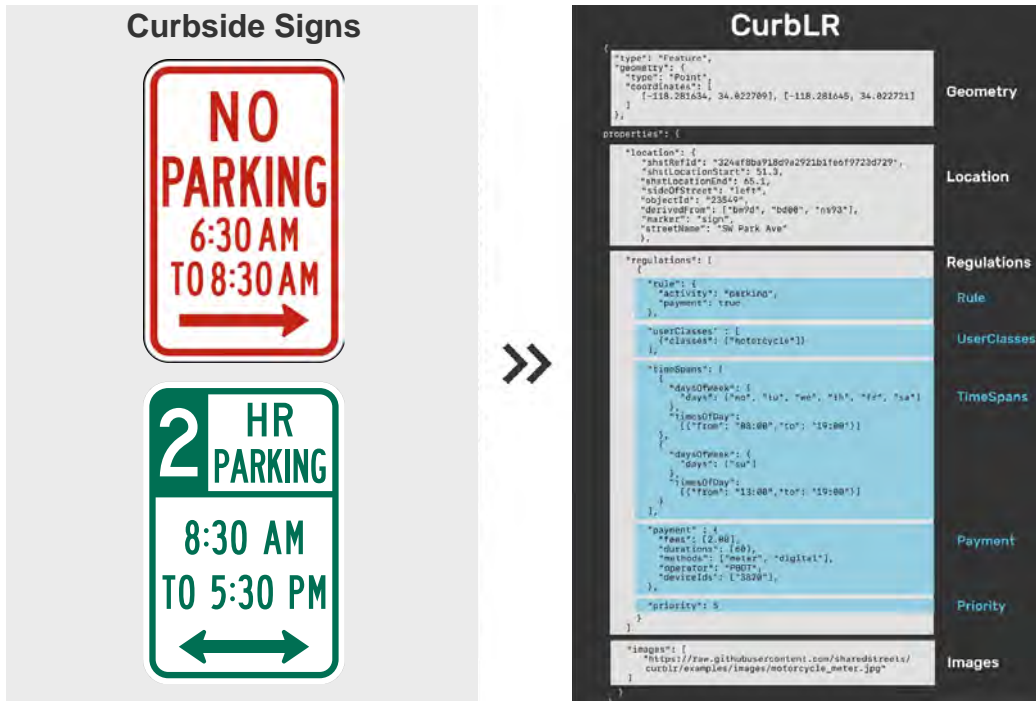 Curbside Signs
NO
PARKING
6:30 AM
TO 8:30 AM
2 HR
PARKING
8:30 AM
TO 5:30 PM
CurbLR
{
"type": "Feature",
"geometry": {
"type": "Point",
"coordinates": [
[-118.281634, 34.022709], [-118.281645, 34.022721]
]
},
Geometry
properties": {
"location": {
"shstRefId": "324af8ba918d9a2921b1fe6f9723d729",
"shstLocationStart": 51.3,
"shstLocationEnd": 65.1,
"sideOfStreet": "left",
"objectId": "23549",
"derivedFrom": ["bm9d", "bd00", "ns93"],
"marker": "sign",
"streetName": "SW Park Ave"
},
Location
"regulations": [
{
Regulations
"rule": {
"activity": "parking",
"payment": true
},
Rule
"userClasses" : [
{"classes": ["motorcycle"]}
],
UserClasses
"timeSpans": [
{
"daysOfWeek": {
"days": ["mo", "tu", "we", "th", "fr", "sa"]
},
"timesOfDay":
[{"from": "08:00","to": "19:00"}]
},
{
"daysOfWeek": {
"days": ["su"]
},
"timesOfDay":
[{"from": "13:00","to": "19:00"}]
}
],
TimeSpans
"payment" : {
"fees": [2.00],
"durations": [60],
"methods": ["meter", "digital"],
"operator": "PBOT",
"deviceIds": ["3820"],
},
Payment
"priority": 5
Priority
}
]
"images": [
"https://raw.githubusercontent.com/sharedstreets/
curblr/examples/images/motorcycle_meter.jpg"
]
Images
}